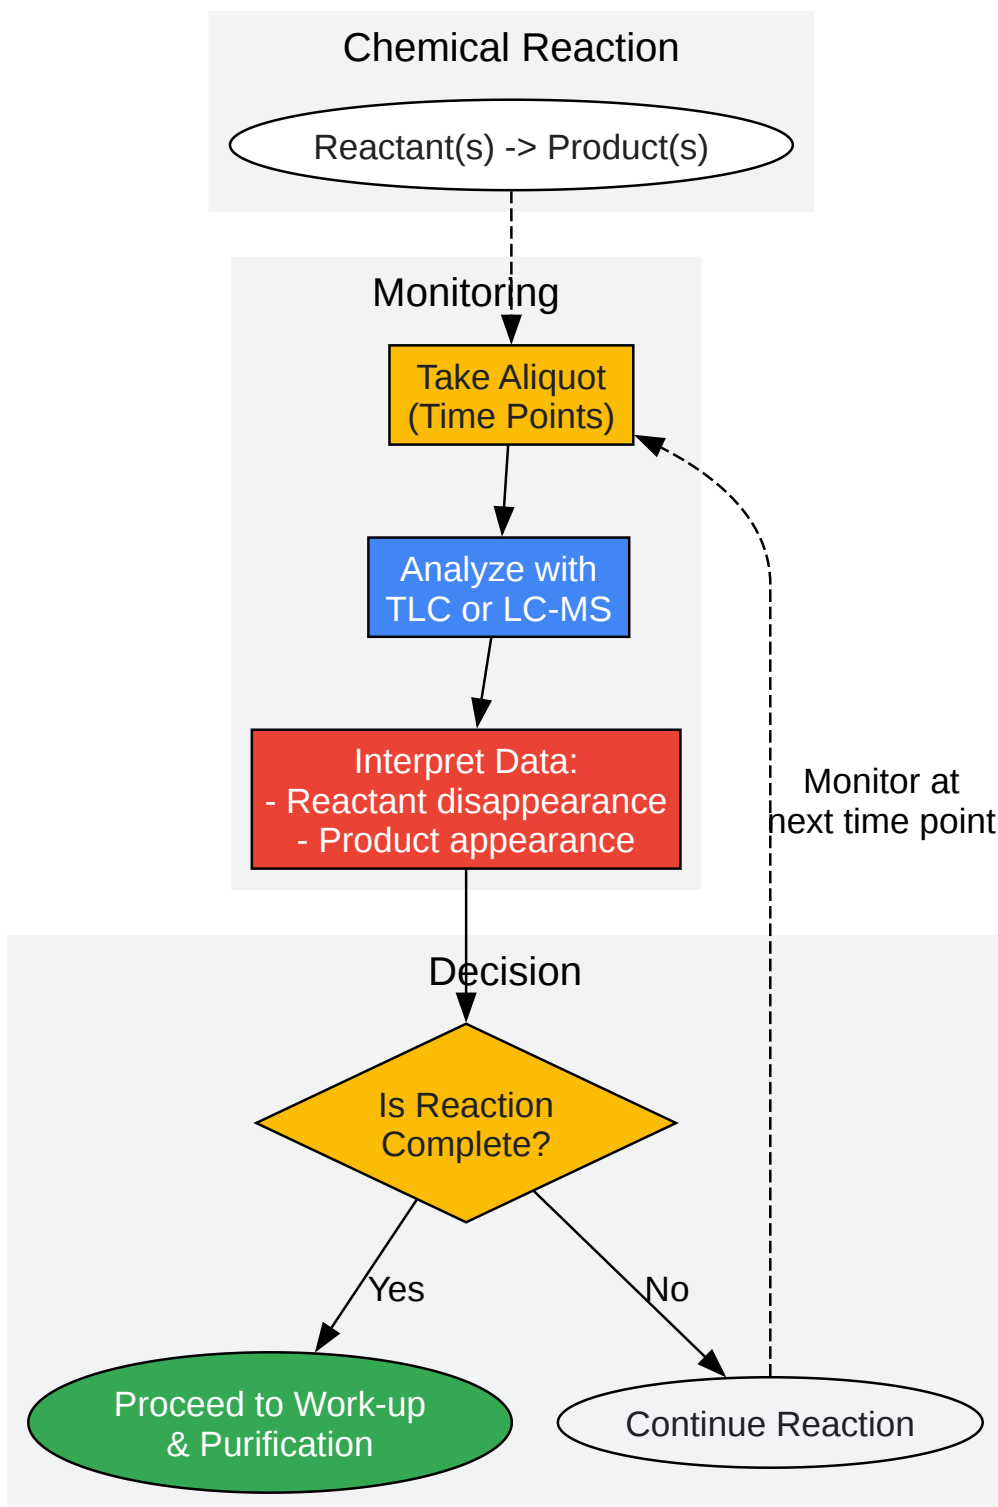 Chemical Reaction
Reactant(s) -> Product(s)
Monitoring
Take Aliquot
(Time Points)
Analyze with
TLC or LC-MS
Interpret Data:
- Reactant disappearance
- Product appearance
Monitor at
next time point
Decision
Is Reaction
Complete?
Yes
No
Proceed to Work-up
& Purification
Continue Reaction